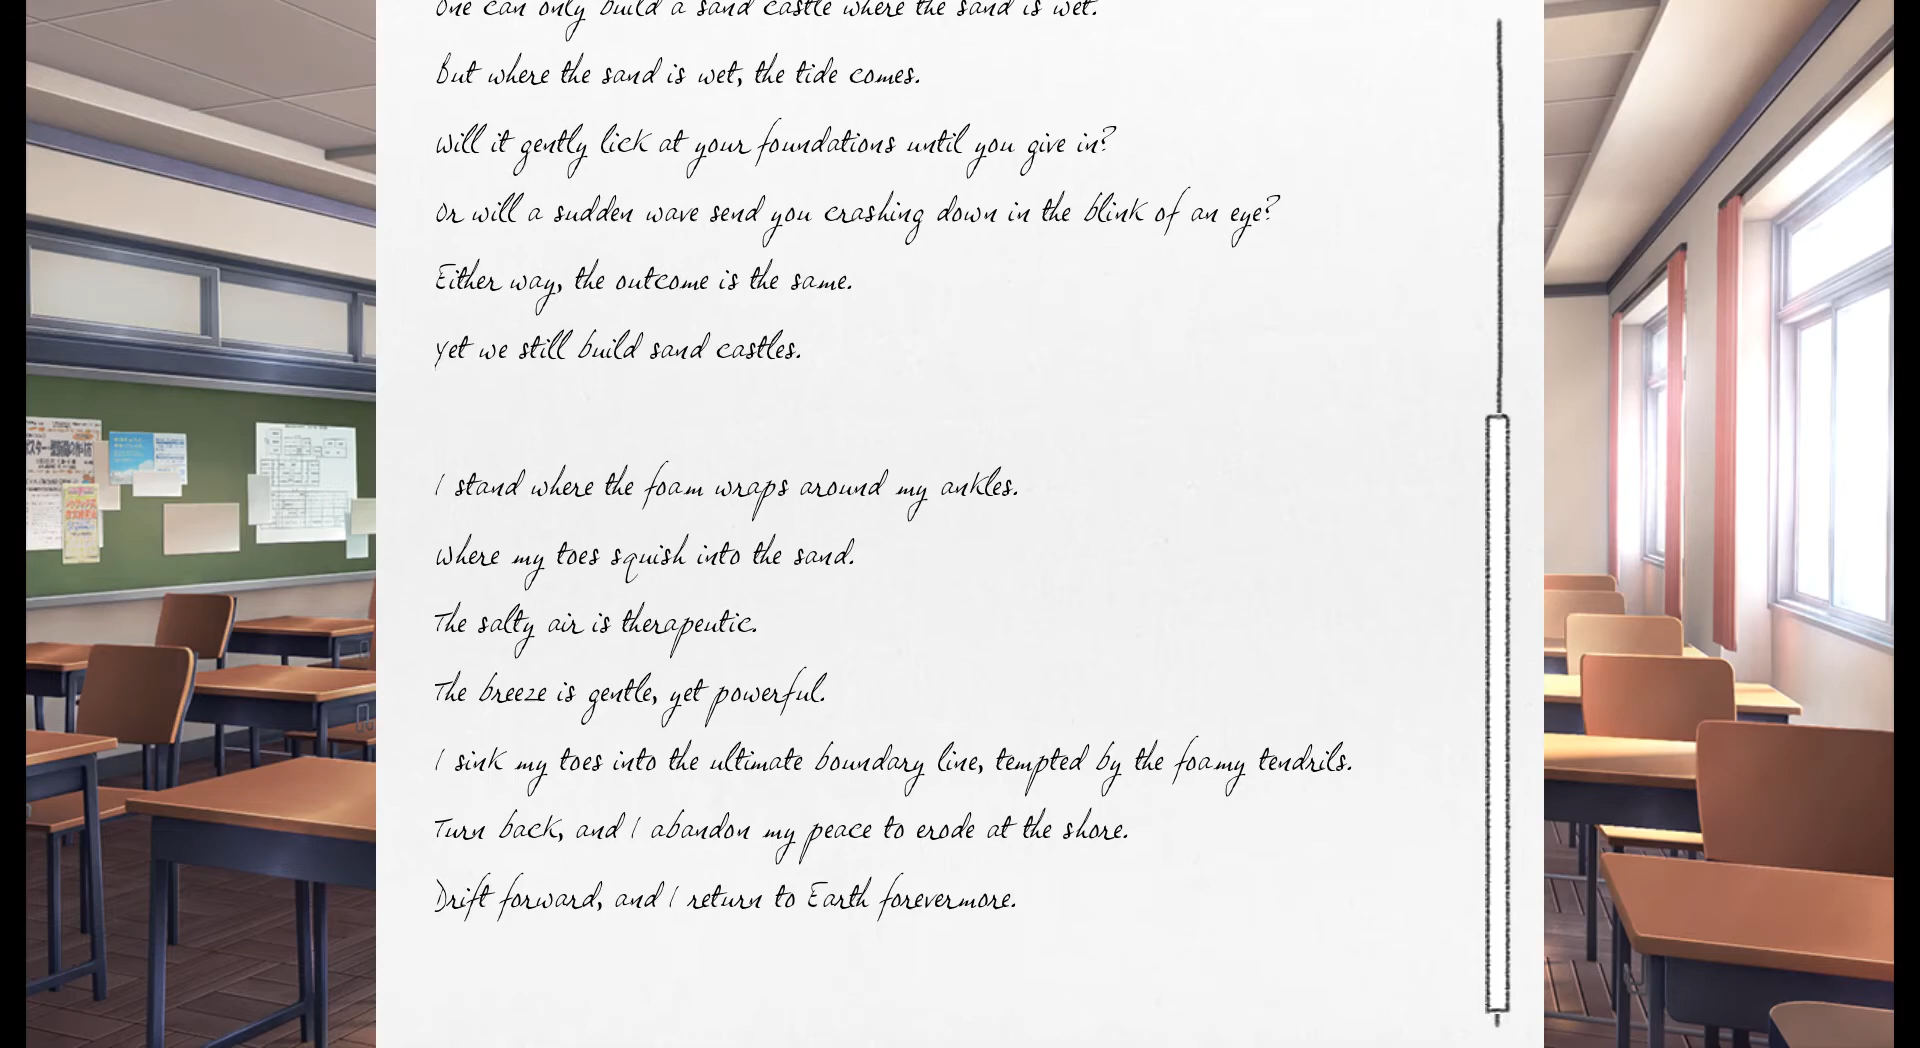 One can only build a sand castle where the sand is wet.
But where the sand is wet, the tide comes.
Will it gently lick at your foundations until you give in?
Or will a sudden wave send you crashing down in the blink of an eye?
Either way, the outcome is the same.
Yet we still build sand castles.
I stand where the foam wraps around my ankles.
Where my toes squish into the sand.
The salty air is therapeutic.
The breeze is gentle, yet powerful.
I sink my toes into the ultimate boundary line, tempted by the foamy tendrils.
Turn back, and I abandon my peace to erode at the shore.
Drift forward, and I return to Earth forevermore.